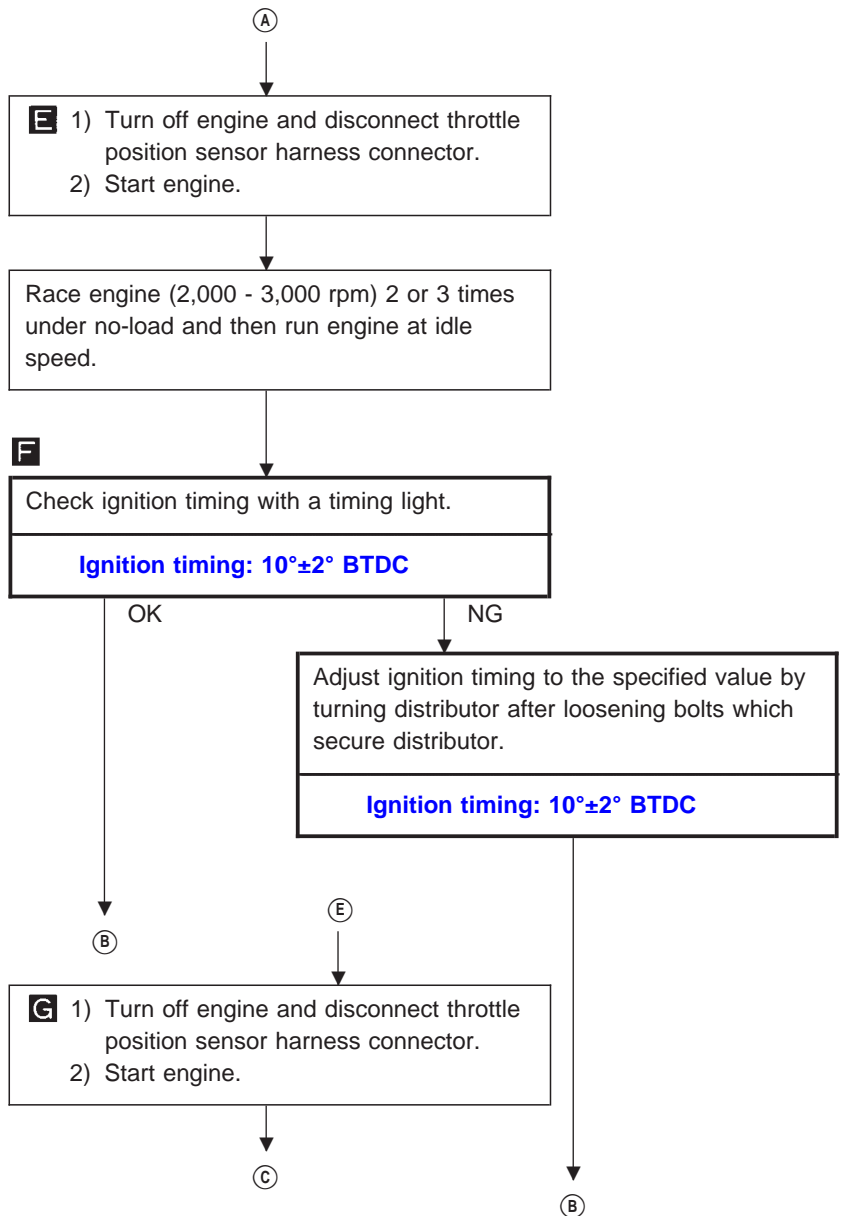 A
E 1) Turn off engine and disconnect throttle
position sensor harness connector.
2) Start engine.
Race engine (2,000 - 3,000 rpm) 2 or 3 times
under no-load and then run engine at idle
speed.
F
Check ignition timing with a timing light.
Ignition timing: 10°±2° BTDC
OK
NG
Adjust ignition timing to the specified value by
turning distributor after loosening bolts which
secure distributor.
Ignition timing: 10°±2° BTDC
B
E
G 1) Turn off engine and disconnect throttle
position sensor harness connector.
2) Start engine.
C
B